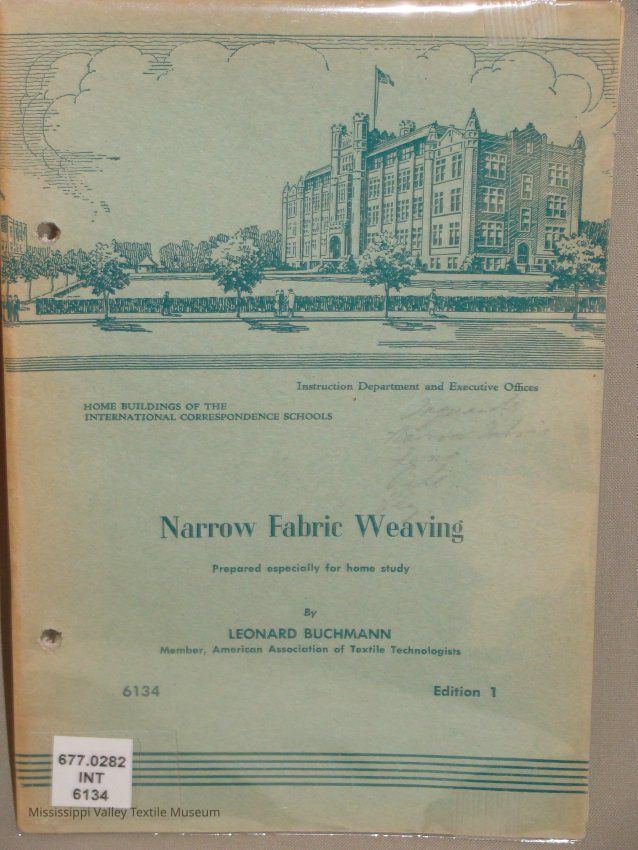 Instruction Department and Executive Offices
HOME BUILDINGS OF THE
INTERNATIONAL CORRESPONDENCE SCHOOLS
Narrow Fabric Weaving
Prepared especially for home study
By
LEONARD BUCHMANN
Member, American Association of Textile Technologists
6134
Edition 1
677.0282
INT
6134
Mississippi Valley Textile Museum